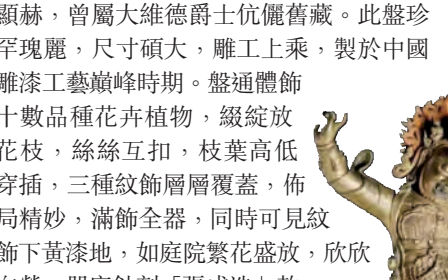 顯赫，曾屬大維德爵士伉儷舊藏。此盤珍
罕瑰麗，尺寸碩大，雕工上乘，製於中國
雕漆工藝巔峰時期。盤通體飾
十數品種花卉植物，綴綻放
花枝，絲絲互扣，枝葉高低
穿插，三種紋飾層層覆蓋，佈
局精妙，滿飾全器，同時可見紋
飾下黃漆地，如庭院繁花盛放，欣欣